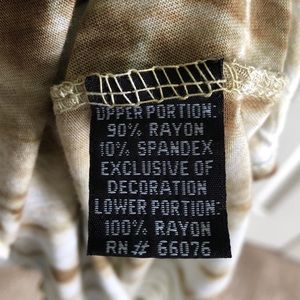 UPPER PORTION:
90% RAYON
10% SPANDEX
EXCLUSIVE OF
DECORATION
LOWER PORTION:
100% RAYON
RN# 66076